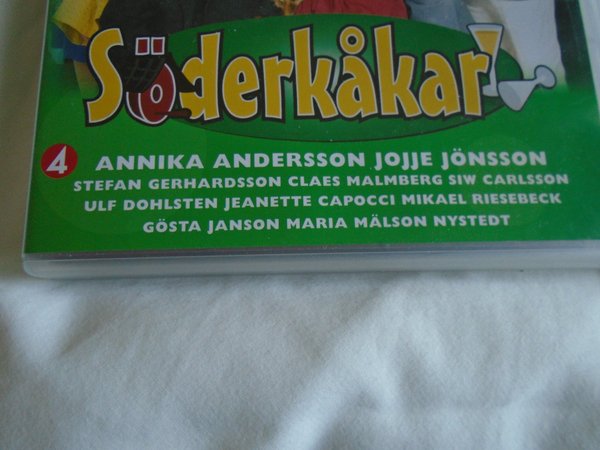 Söderkåkar
4 ANNIKA ANDERSSON JOJJE JÖNSSON
STEFAN GERHARDSSON CLAES MALMBERG SIW CARLSSON
ULF DOHLSTEN JEANETTE CAPOCCI MIKAEL RIESEBECK
GÖSTA JANSON MARIA MÄLSON NYSTEDT